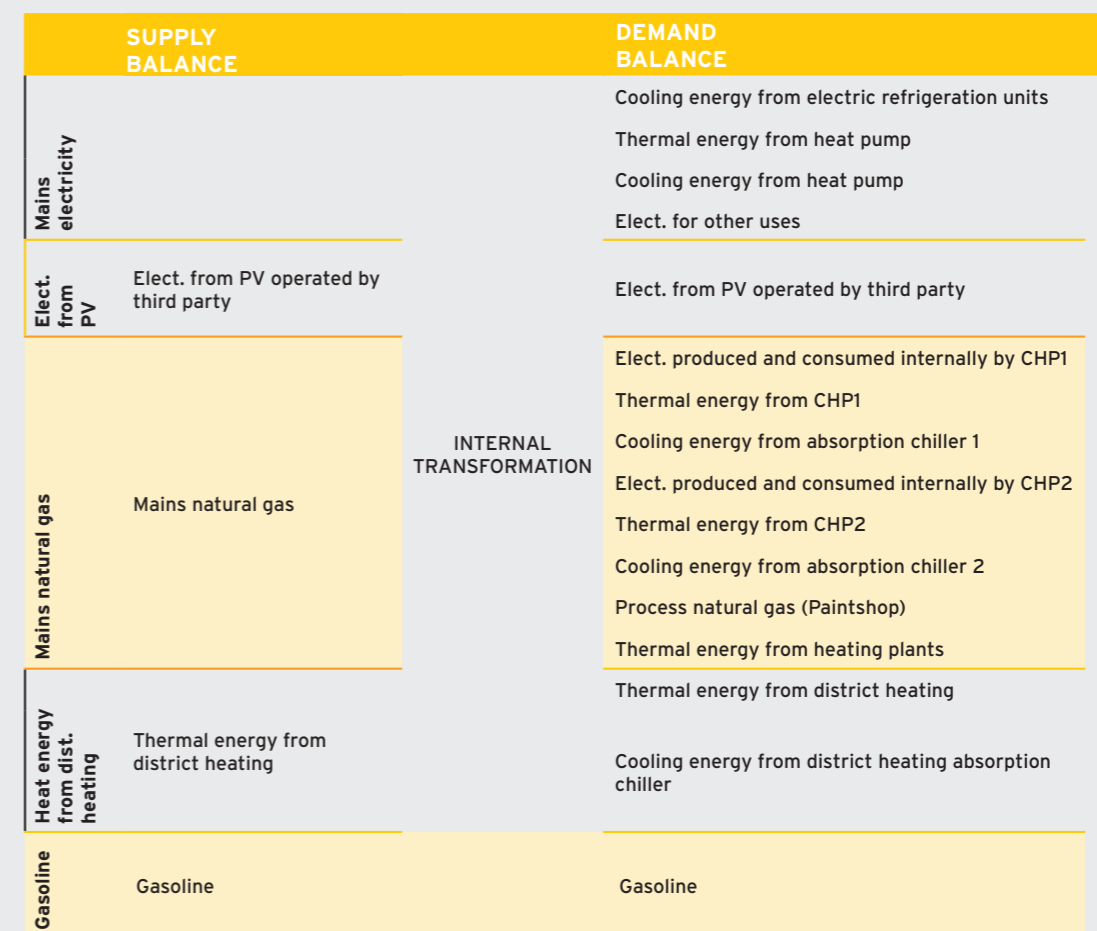 SUPPLY
BALANCE
DEMAND
BALANCE
Mains
electricity
Cooling energy from electric refrigeration units
Thermal energy from heat pump
Cooling energy from heat pump
Elect. for other uses
Elect.
from
PV
Elect. from PV operated by
third party
Elect. from PV operated by third party
Mains natural gas
Mains natural gas
INTERNAL
TRANSFORMATION
Elect. produced and consumed internally by CHP1
Thermal energy from CHP1
Cooling energy from absorption chiller 1
Elect. produced and consumed internally by CHP2
Thermal energy from CHP2
Cooling energy from absorption chiller 2
Process natural gas (Paintshop)
Thermal energy from heating plants
Heat energy
from dist.
heating
Thermal energy from
district heating
Thermal energy from district heating
Cooling energy from district heating absorption
chiller
Gasoline
Gasoline
Gasoline